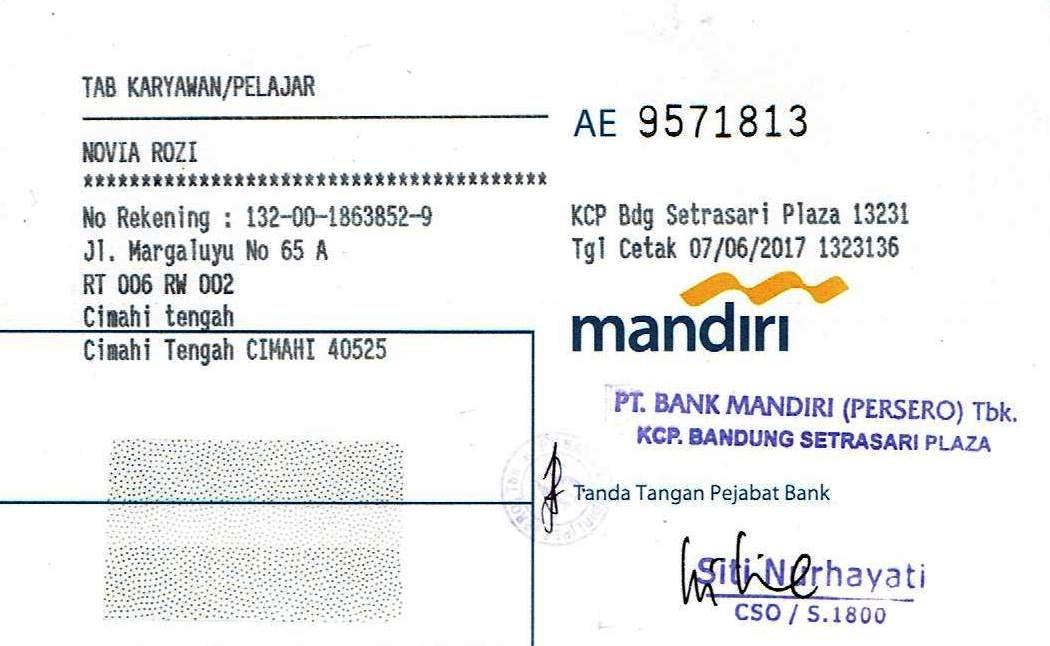 TAB KARYAWAN/PELAJAR
NOVIA ROZI
****************************************
No Rekening : 132-00-1863852-9
Jl. Margaluyu No 65 A
RT 006 RW 002
Cimahi tengah
Cimahi Tengah CIMAHI 40525
AE 9571813
KCP Bdg Setrasari Plaza 13231
Tgl Cetak 07/06/2017 1323136
mandiri
PT. BANK MANDIRI (PERSERO) Tbk.
KCP. BANDUNG SETRASARI PLAZA
Tanda Tangan Pejabat Bank
Siti Nurhayati
CSO / S.1800